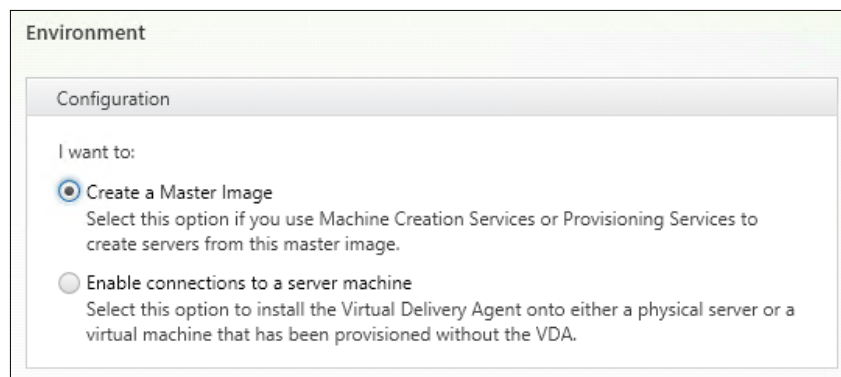 Environment
Configuration
I want to:
Create a Master Image
Select this option if you use Machine Creation Services or Provisioning Services to
create servers from this master image.
Enable connections to a server machine
Select this option to install the Virtual Delivery Agent onto either a physical server or a
virtual machine that has been provisioned without the VDA.